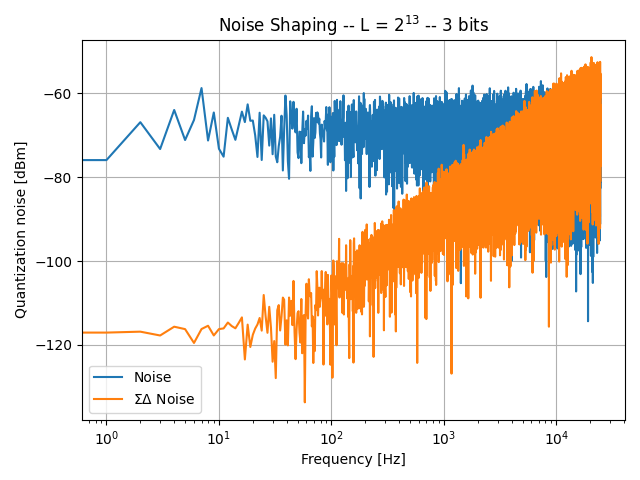 Noise Shaping -- L = 2^13 -- 3 bits
Quantization noise [dBm]
−60
−80
−100
−120
Noise
ΣΔ Noise
10^0
10^1
10^2
10^3
10^4
Frequency [Hz]